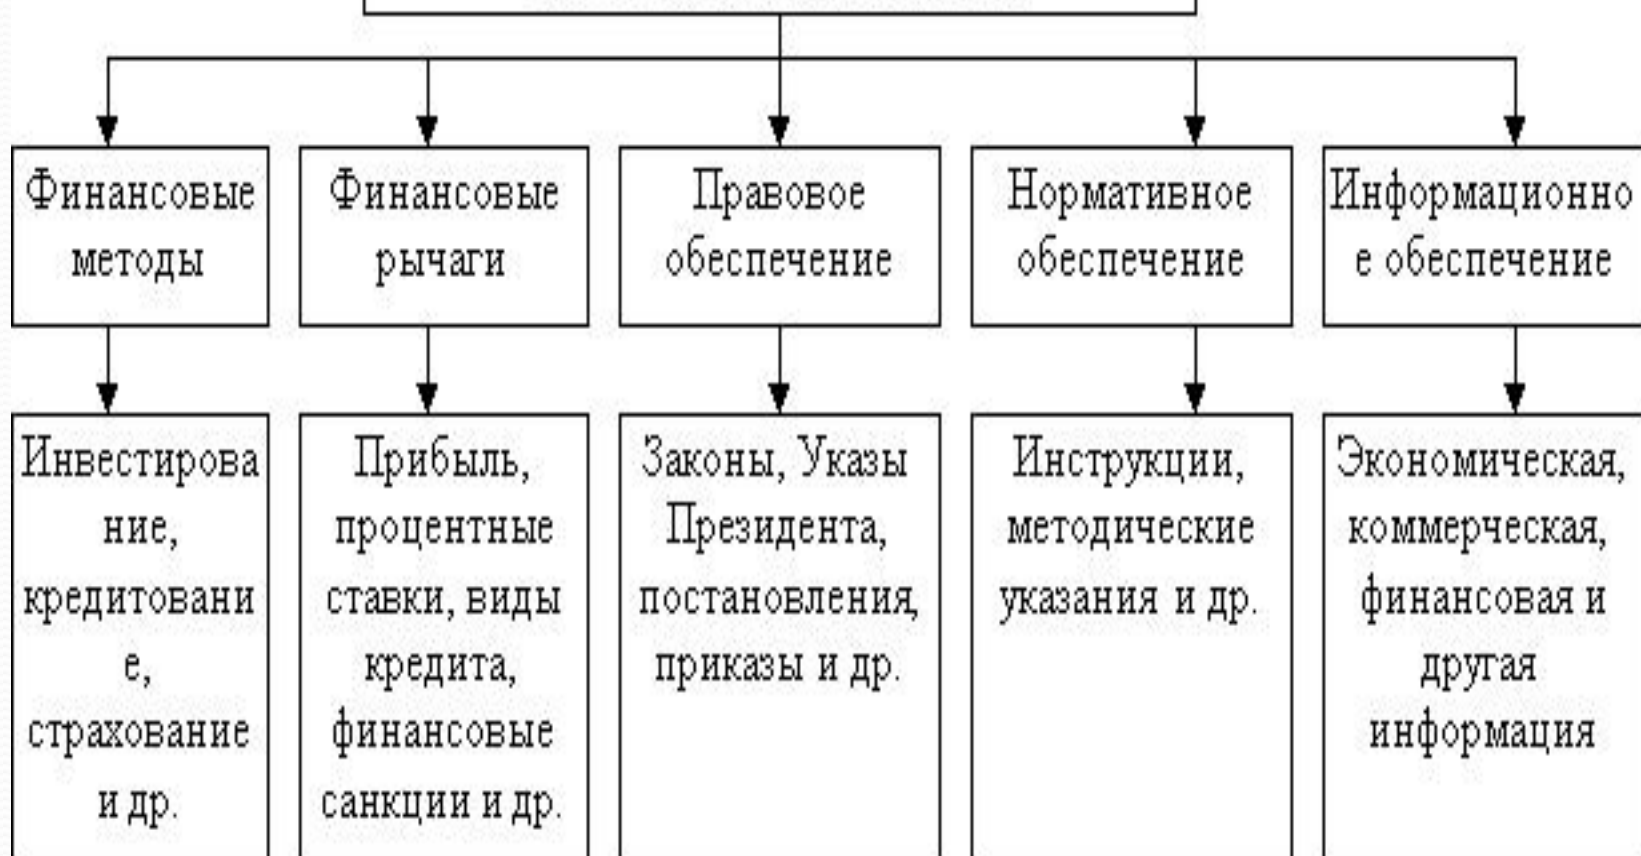 Финансовые
методы
Финансовые
рычаги
Правовое
обеспечение
Нормативное
обеспечение
Информационно
е обеспечение
Инвестирова
ние,
кредитовани
е,
страхование
и др.
Прибыль,
процентные
ставки, виды
кредита,
финансовые
санкции и др.
Законы, Указы
Президента,
постановления,
приказы и др.
Инструкции,
методические
указания и др.
Экономическая,
коммерческая,
финансовая и
другая
информация